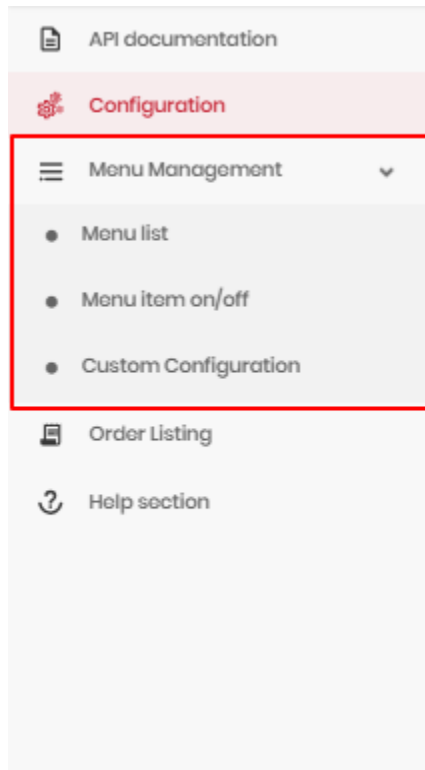 API documentation
Configuration
Menu Management
Menu list
Menu item on/off
Custom Configuration
Order Listing
Help section